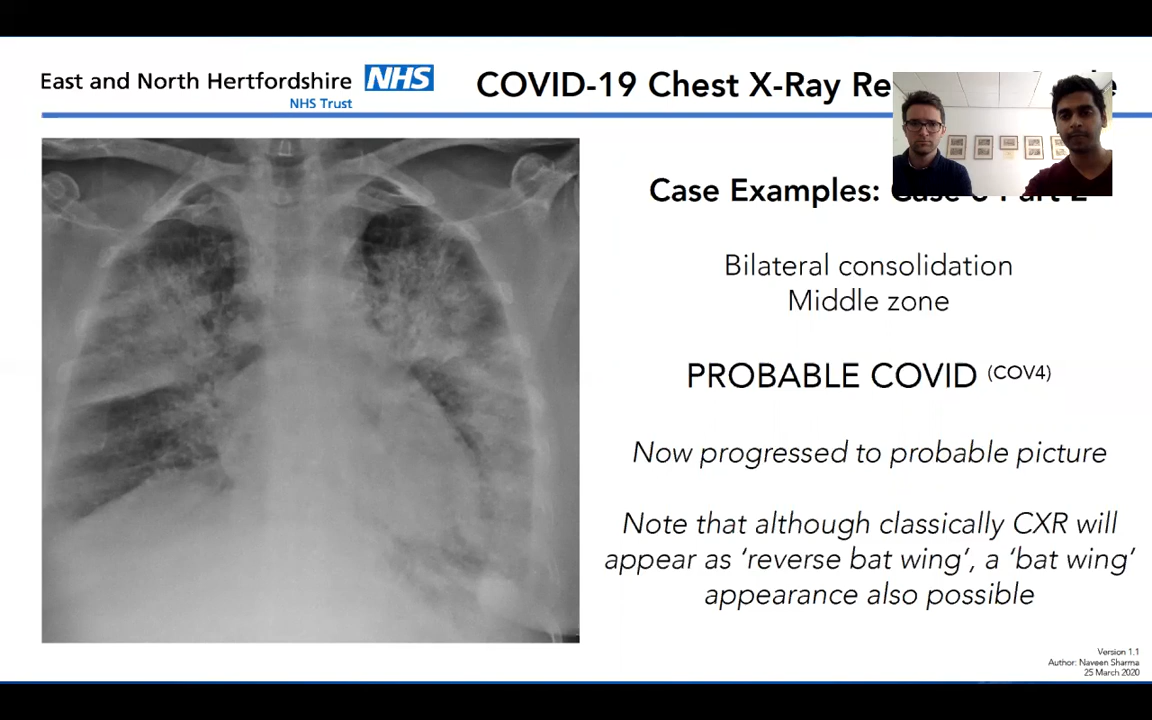 East and North Hertfordshire NHS
NHS Trust
COVID-19 Chest X-Ray
Case Examples:
Bilateral consolidation
Middle zone
PROBABLE COVID (COV4)
Now progressed to probable picture
Note that although classically CXR will
appear as ‘reverse bat wing’, a ‘bat wing’
appearance also possible
Version 1.1
Author: Naveen Sharma
25 March 2020